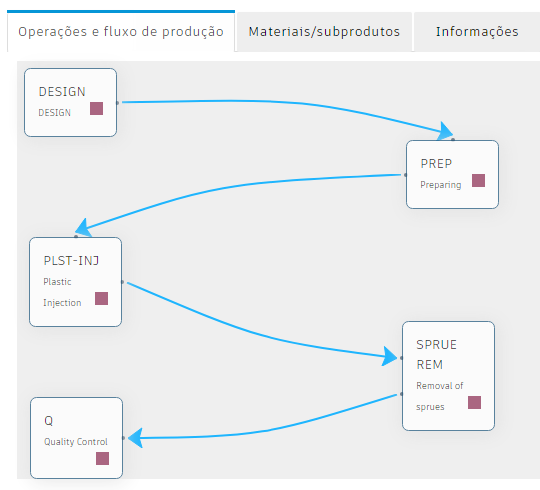 Operações e fluxo de produção
Materiais/subprodutos
Informações
DESIGN
DESIGN
PREP
Preparing
PLST-INJ
Plastic
Injection
SPRUE
REM
Removal of
sprues
Q
Quality Control